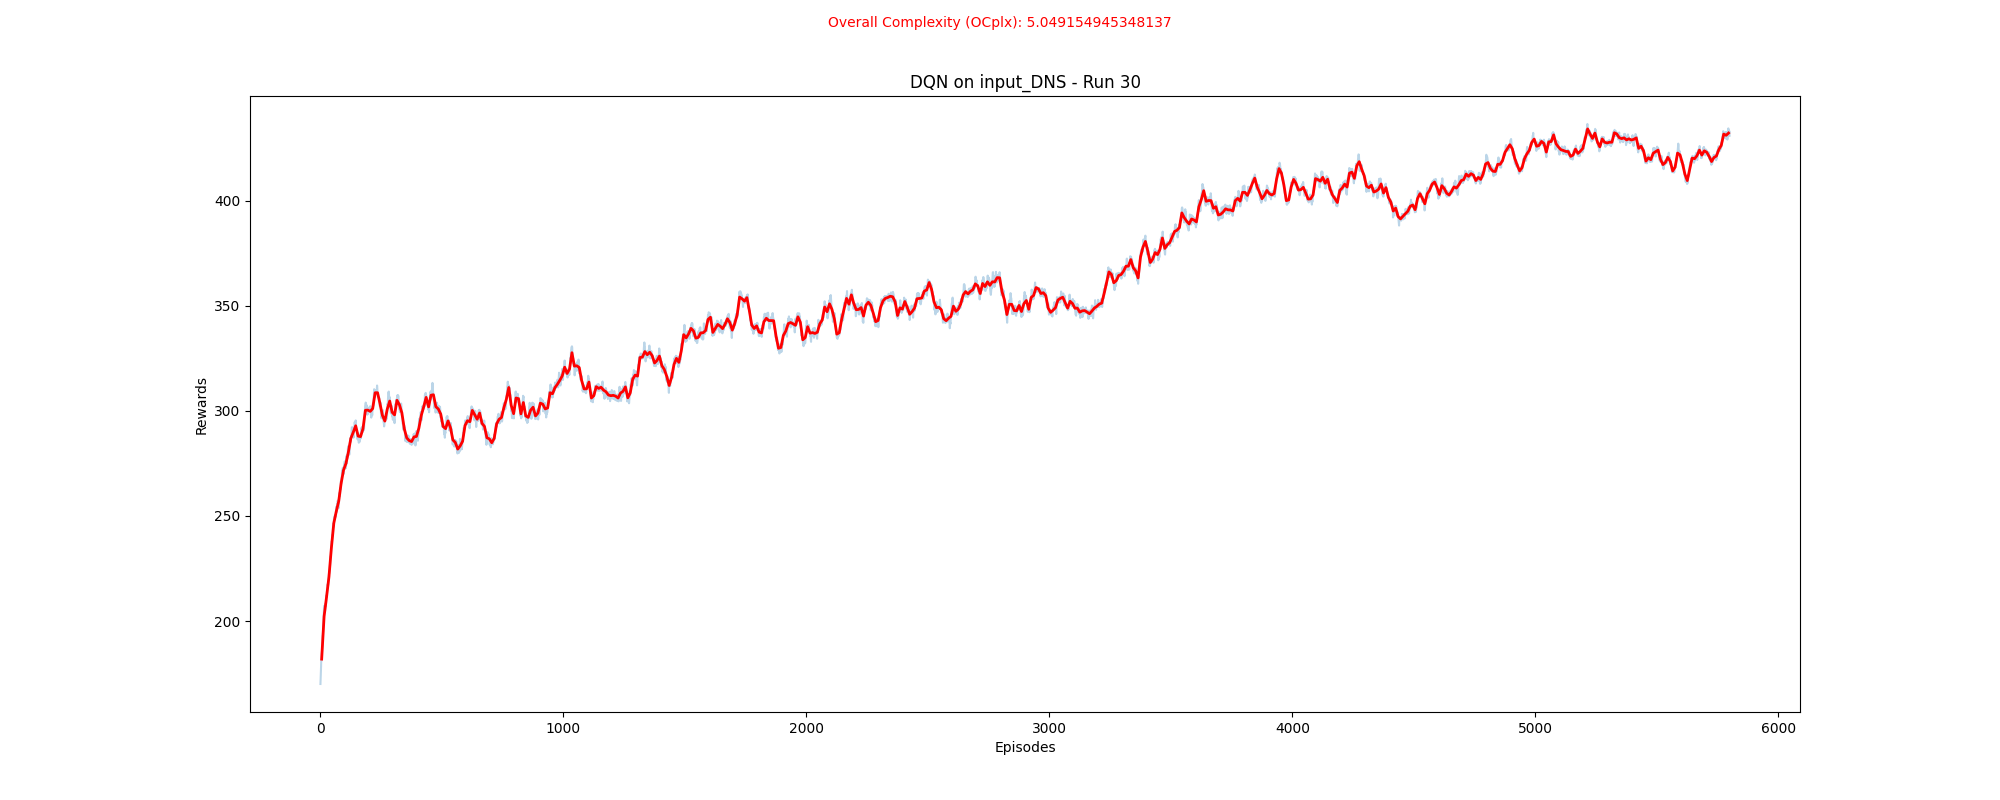 Overall Complexity (OCplx): 5.049154945348137
DQN on input_DNS - Run 30
Rewards
400
350
300
250
200
0 1000 2000 3000 4000 5000 6000
Episodes